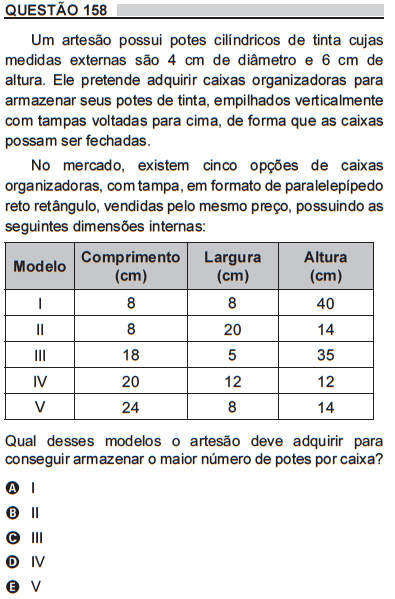 QUESTÃO 158
Um artesão possui potes cilíndricos de tinta cujas
medidas externas são 4 cm de diâmetro e 6 cm de
altura. Ele pretende adquirir caixas organizadoras para
armazenar seus potes de tinta, empilhados verticalmente
com tampas voltadas para cima, de forma que as caixas
possam ser fechadas.
No mercado, existem cinco opções de caixas
organizadoras, com tampa, em formato de paralelepípedo
reto retângulo, vendidas pelo mesmo preço, possuindo as
seguintes dimensões internas:
Modelo Comprimento (cm) Largura (cm) Altura (cm)
I 8 8 40
II 8 20 14
III 18 5 35
IV 20 12 12
V 24 8 14
Qual desses modelos o artesão deve adquirir para
conseguir armazenar o maior número de potes por caixa?
A I
B II
C III
D IV
E V